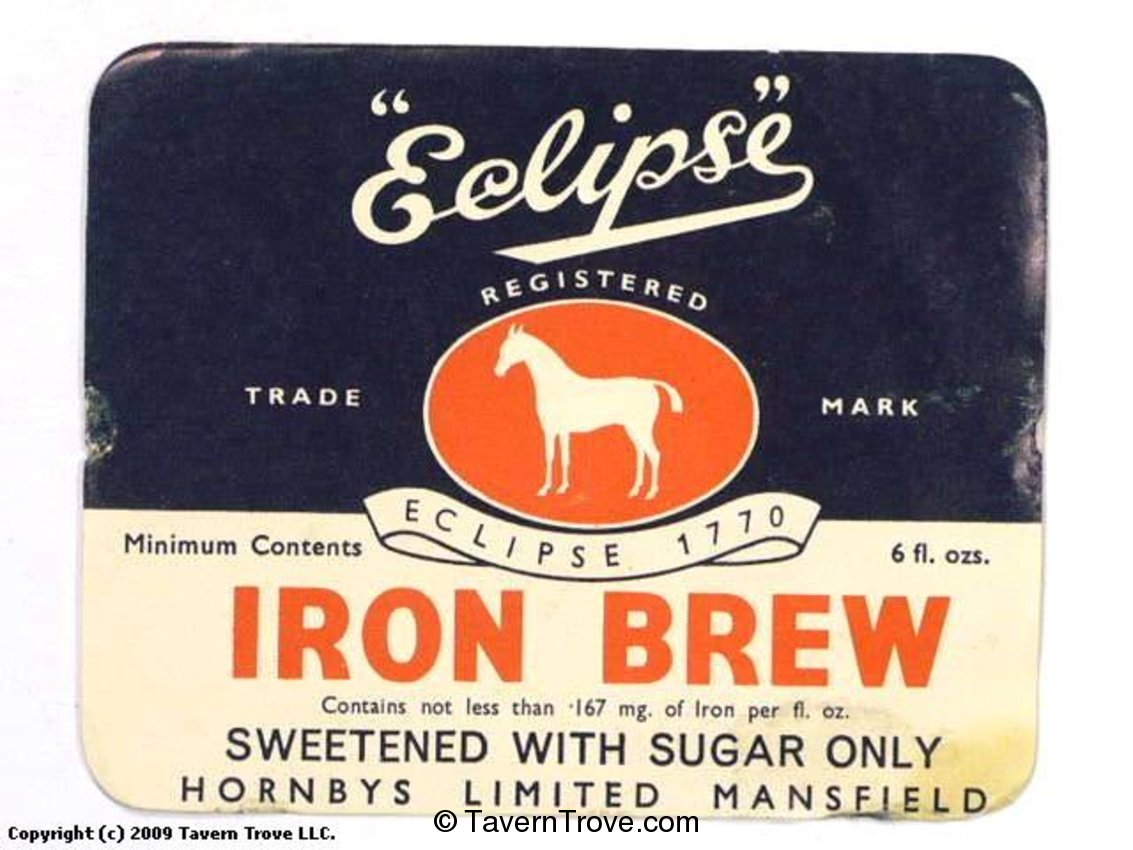 "Eclipse"
REGISTERED
TRADE MARK
ECLIPSE 1770
Minimum Contents 6 fl. ozs.
IRON BREW
Contains not less than ·167 mg. of Iron per fl. oz.
SWEETENED WITH SUGAR ONLY
HORNBYS LIMITED MANSFIELD
© TavernTrove.com
Copyright (c) 2009 Tavern Trove LLC.